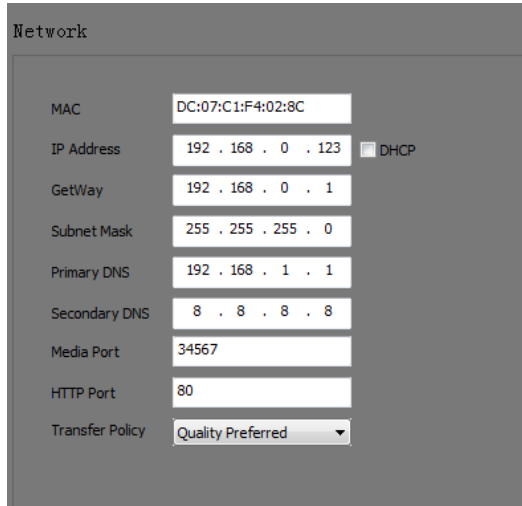 Network
MAC DC:07:C1:F4:02:8C
IP Address 192 . 168 . 0 . 123 DHCP
GetWay 192 . 168 . 0 . 1
Subnet Mask 255 . 255 . 255 . 0
Primary DNS 192 . 168 . 1 . 1
Secondary DNS 8 . 8 . 8 . 8
Media Port 34567
HTTP Port 80
Transfer Policy Quality Preferred